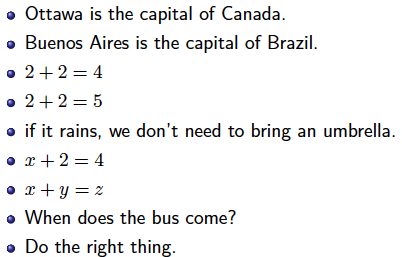 Ottawa is the capital of Canada.
Buenos Aires is the capital of Brazil.
2 + 2 = 4
2 + 2 = 5
if it rains, we don't need to bring an umbrella.
x + 2 = 4
x + y = z
When does the bus come?
Do the right thing.